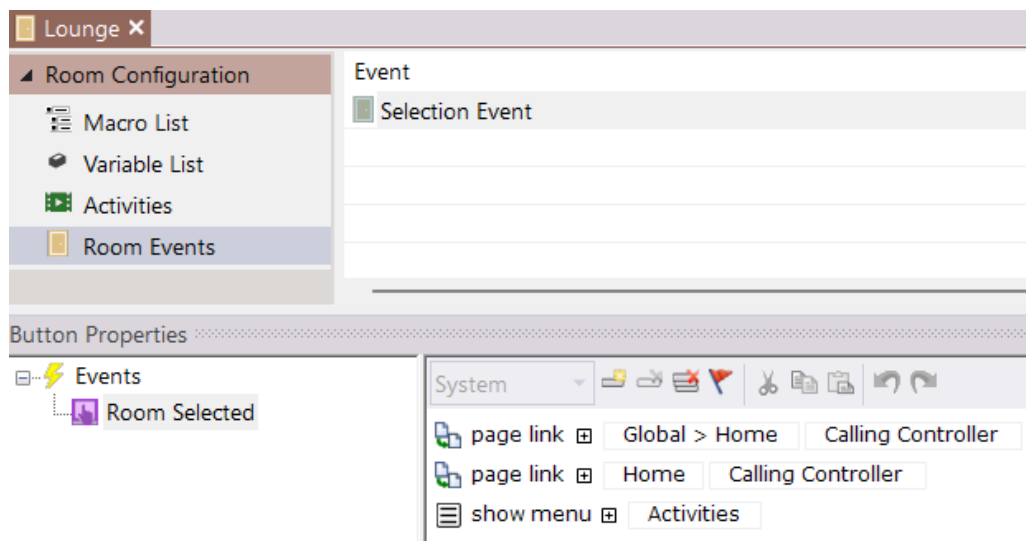 Lounge
Room Configuration
Event
Macro List
Selection Event
Variable List
Activities
Room Events
Button Properties
Events
System
Room Selected
page link Global > Home Calling Controller
page link Home Calling Controller
show menu Activities